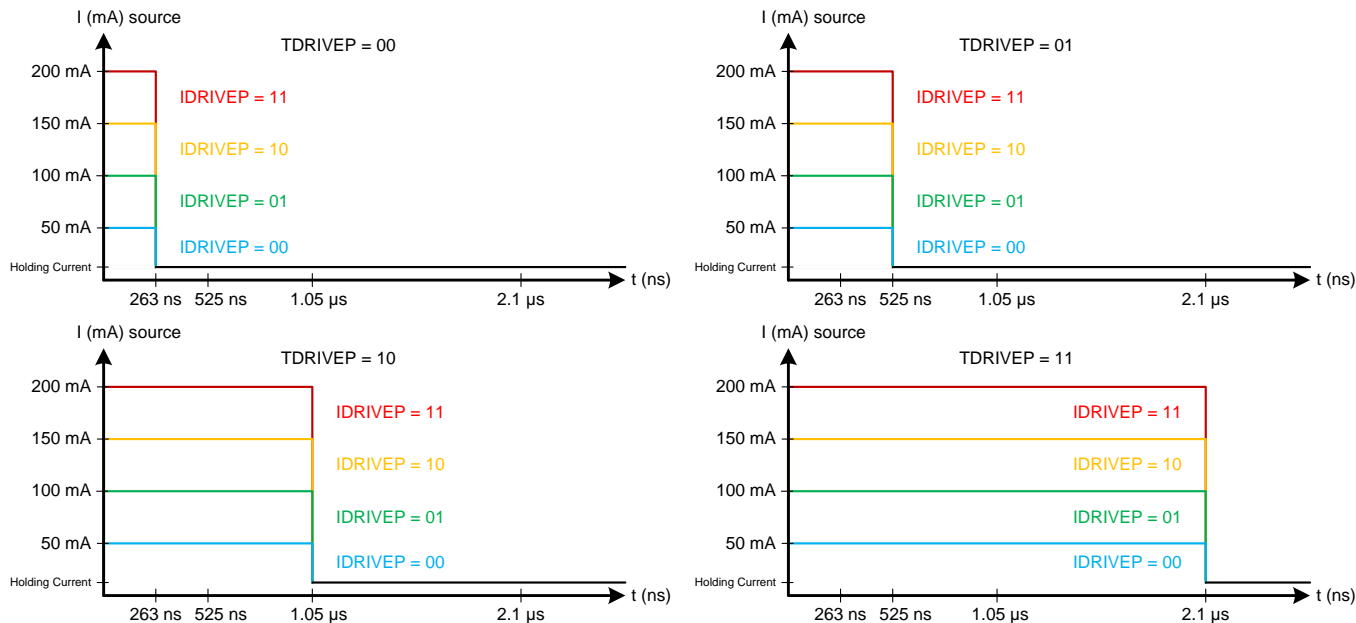 I (mA) source
TDRIVEP = 00
200 mA
IDRIVEP = 11
150 mA
IDRIVEP = 10
100 mA
IDRIVEP = 01
50 mA
IDRIVEP = 00
Holding Current
t (ns)
263 ns 525 ns 1.05 µs 2.1 µs
I (mA) source
TDRIVEP = 01
200 mA
IDRIVEP = 11
150 mA
IDRIVEP = 10
100 mA
IDRIVEP = 01
50 mA
IDRIVEP = 00
Holding Current
t (ns)
263 ns 525 ns 1.05 µs 2.1 µs
I (mA) source
TDRIVEP = 10
200 mA
IDRIVEP = 11
150 mA
IDRIVEP = 10
100 mA
IDRIVEP = 01
50 mA
IDRIVEP = 00
Holding Current
t (ns)
263 ns 525 ns 1.05 µs 2.1 µs
I (mA) source
TDRIVEP = 11
200 mA
IDRIVEP = 11
150 mA
IDRIVEP = 10
100 mA
IDRIVEP = 01
50 mA
IDRIVEP = 00
Holding Current
t (ns)
263 ns 525 ns 1.05 µs 2.1 µs